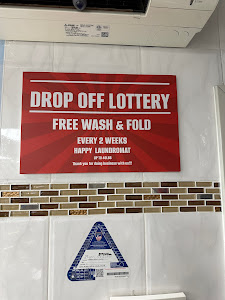 DROP OFF LOTTERY
FREE WASH & FOLD
EVERY 2 WEEKS
HAPPY LAUNDROMAT
Thank you for doing business with us!!!